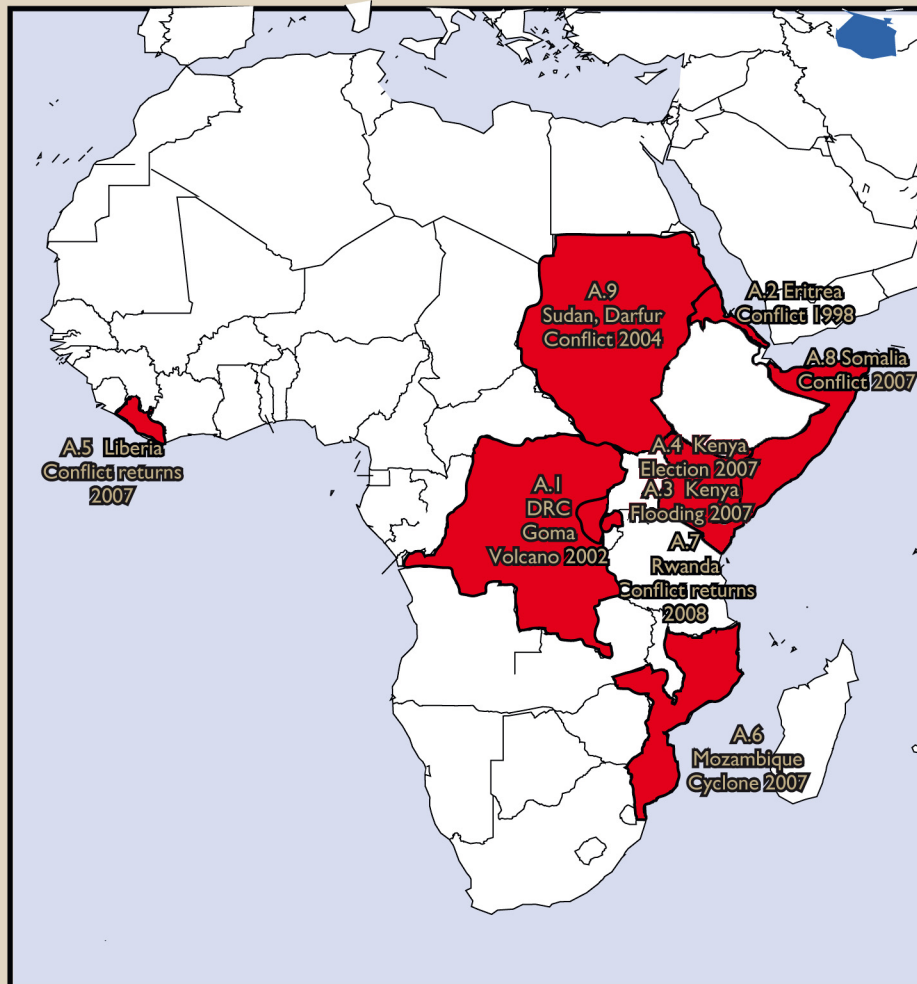 A.9
Sudan, Darfur
Conflict 2004
A.2 Eritrea
Conflict 1998
A.8 Somalia
Conflict 2007
A.5 Liberia
Conflict returns
2007
A.4 Kenya
Election 2007
A.3 Kenya
Flooding 2007
A.1
DRC
Goma
Volcano 2002
A.7
Rwanda
Conflict returns
2008
A.6
Mozambique
Cyclone 2007